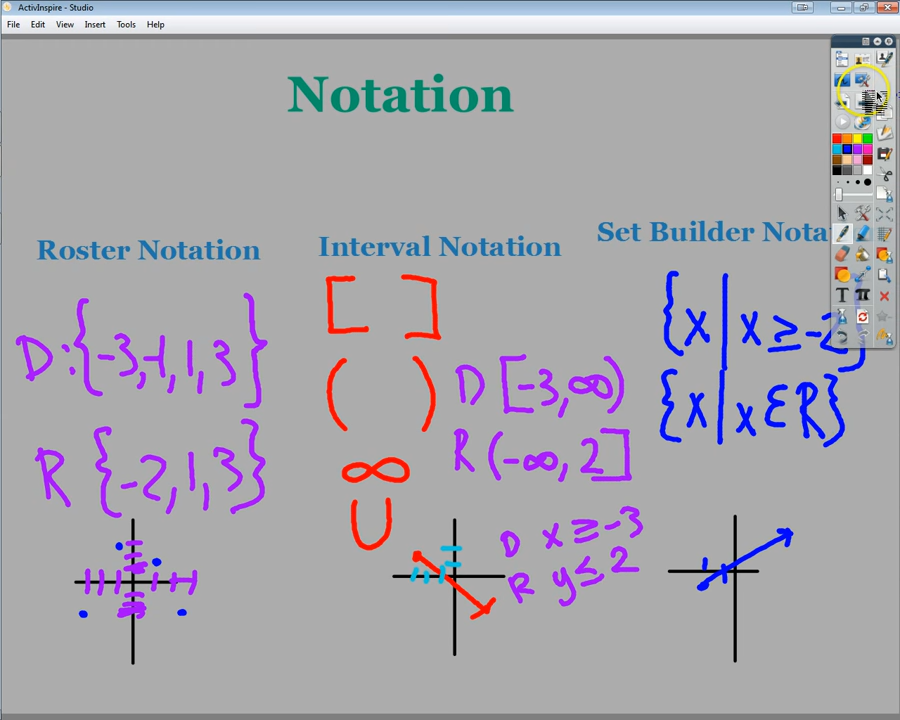 ActivInspire - Studio
File Edit View Insert Tools Help
Notation
Roster Notation
Interval Notation
Set Builder Nota
[ ]
( )
∞
U
D:{-3,-1,1,3}
R {-2,1,3}
D [-3,∞)
R (-∞,2]
D x ≥ -3
R y ≤ 2
{x | x ≥ -2}
{x | x ∈ R}
T π